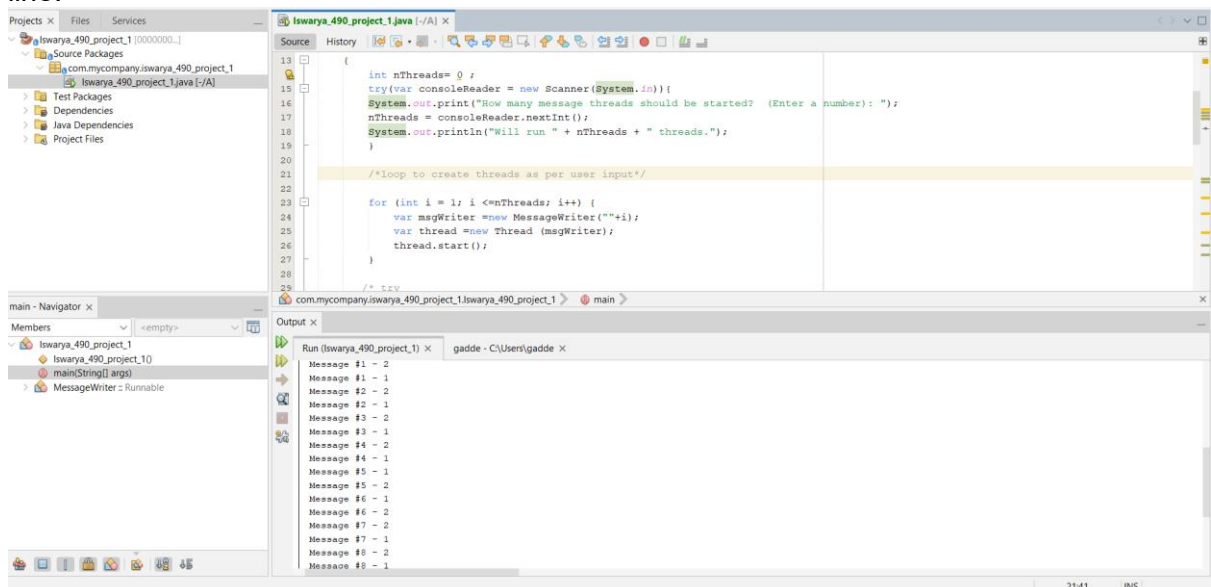 line.
Projects × Files Services
Iswarya_490_project_1 [0000000...]
Source Packages
com.mycompany.iswarya_490_project_1
Iswarya_490_project_1.java [-/A]
Test Packages
Dependencies
Java Dependencies
Project Files
Iswarya_490_project_1.java [-/A] ×
Source History
13 {
int nThreads= 0 ;
15 try(var consoleReader = new Scanner(System.in)){
16 System.out.print("How many message threads should be started?  (Enter a number): ");
17 nThreads = consoleReader.nextInt();
18 System.out.println("Will run " + nThreads + " threads.");
19 }
20
21 /*loop to create threads as per user input*/
22
23 for (int i = 1; i <=nThreads; i++) {
24 var msgWriter =new MessageWriter(""+i);
25 var thread =new Thread (msgWriter);
26 thread.start();
27 }
28
29 /* try
com.mycompany.iswarya_490_project_1.Iswarya_490_project_1 main
main - Navigator ×
Members <empty>
Iswarya_490_project_1
Iswarya_490_project_1()
main(String[] args)
MessageWriter :: Runnable
Output ×
Run (Iswarya_490_project_1) × gadde - C:\Users\gadde ×
Message #1 - 2
Message #1 - 1
Message #2 - 2
Message #2 - 1
Message #3 - 2
Message #3 - 1
Message #4 - 2
Message #4 - 1
Message #5 - 1
Message #5 - 2
Message #6 - 1
Message #6 - 2
Message #7 - 2
Message #7 - 1
Message #8 - 2
Message #8 - 1
21:41 INS